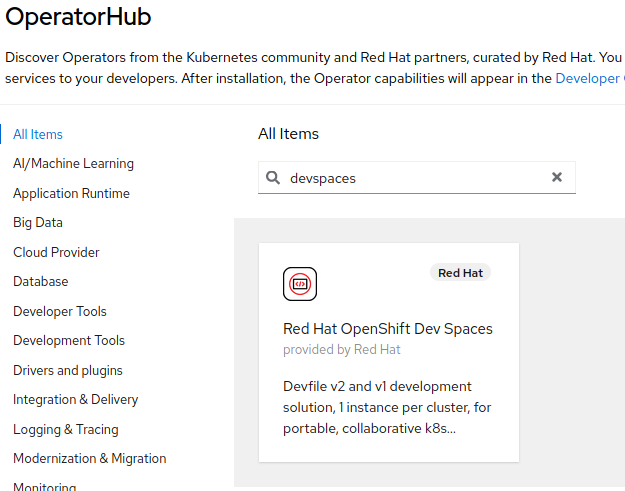 OperatorHub
Discover Operators from the Kubernetes community and Red Hat partners, curated by Red Hat. You
services to your developers. After installation, the Operator capabilities will appear in the Developer
All Items
AI/Machine Learning
Application Runtime
Big Data
Cloud Provider
Database
Developer Tools
Development Tools
Drivers and plugins
Integration & Delivery
Logging & Tracing
Modernization & Migration
Monitoring
All Items
devspaces
Red Hat
Red Hat OpenShift Dev Spaces
provided by Red Hat
Devfile v2 and v1 development
solution, 1 instance per cluster, for
portable, collaborative k8s...